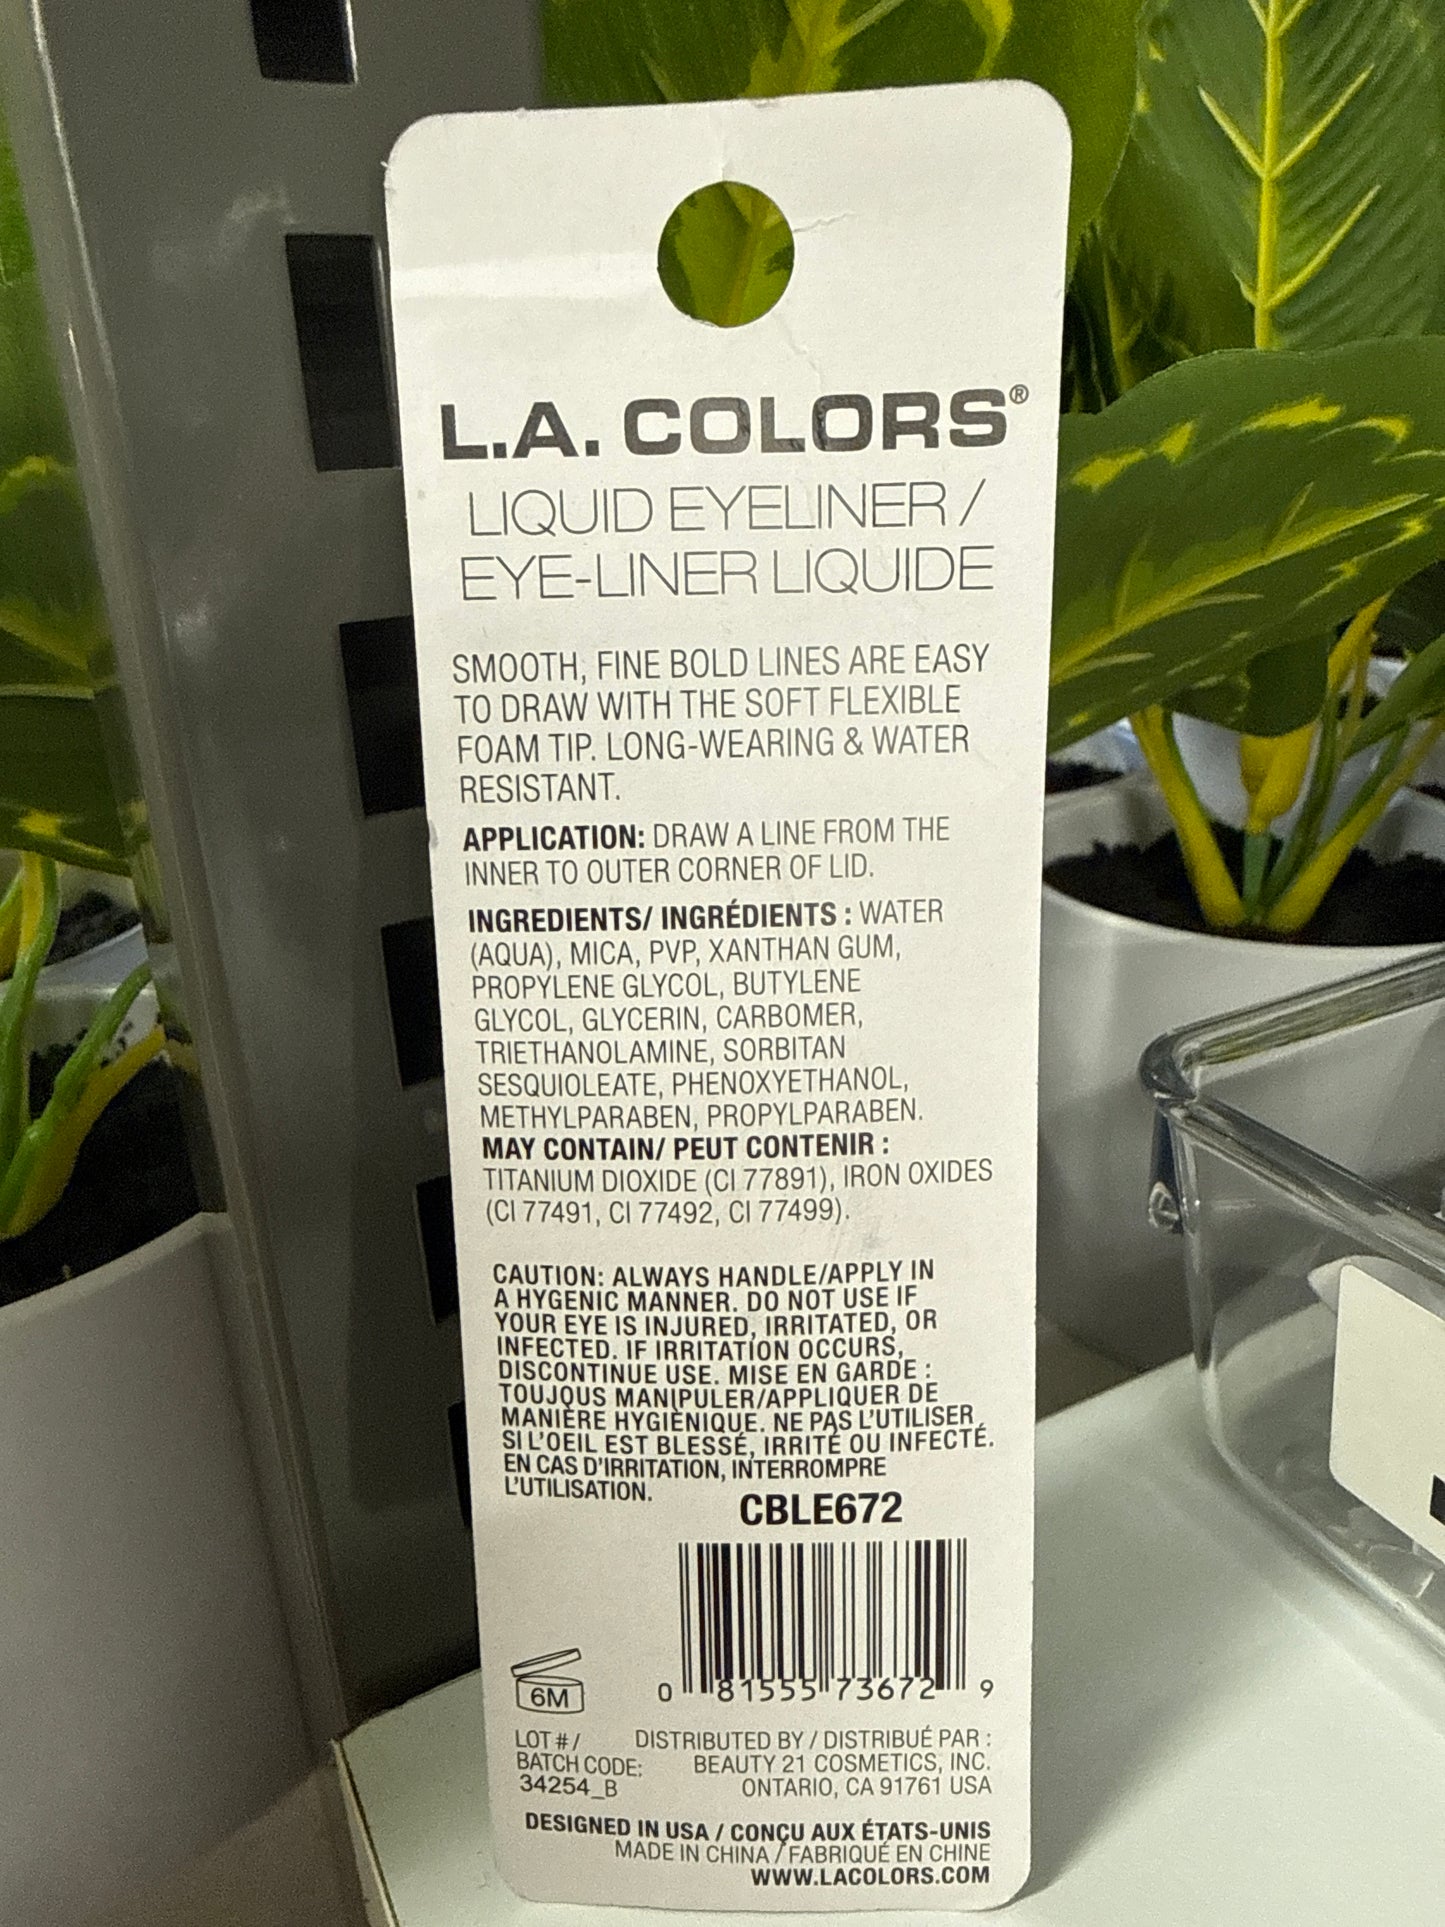 L.A. COLORS®
LIQUID EYELINER /
EYE-LINER LIQUIDE
SMOOTH, FINE BOLD LINES ARE EASY
TO DRAW WITH THE SOFT FLEXIBLE
FOAM TIP. LONG-WEARING & WATER
RESISTANT.
APPLICATION: DRAW A LINE FROM THE
INNER TO OUTER CORNER OF LID.
INGREDIENTS/ INGRÉDIENTS : WATER
(AQUA), MICA, PVP, XANTHAN GUM,
PROPYLENE GLYCOL, BUTYLENE
GLYCOL, GLYCERIN, CARBOMER,
TRIETHANOLAMINE, SORBITAN
SESQUIOLEATE, PHENOXYETHANOL,
METHYLPARABEN, PROPYLPARABEN.
MAY CONTAIN/ PEUT CONTENIR :
TITANIUM DIOXIDE (CI 77891), IRON OXIDES
(CI 77491, CI 77492, CI 77499).
CAUTION: ALWAYS HANDLE/APPLY IN
A HYGENIC MANNER. DO NOT USE IF
YOUR EYE IS INJURED, IRRITATED, OR
INFECTED. IF IRRITATION OCCURS,
DISCONTINUE USE. MISE EN GARDE :
TOUJOUS MANIPULER/APPLIQUER DE
MANIÈRE HYGIÈNIQUE. NE PAS L'UTILISER
SI L'OEIL EST BLESSÉ, IRRITÉ OU INFECTÉ.
EN CAS D'IRRITATION, INTERROMPRE
L'UTILISATION.
CBLE672
0 81555 73672 9
6M
LOT # /
BATCH CODE:
34254_B
DISTRIBUTED BY / DISTRIBUÉ PAR :
BEAUTY 21 COSMETICS, INC.
ONTARIO, CA 91761 USA
DESIGNED IN USA / CONÇU AUX ÉTATS-UNIS
MADE IN CHINA / FABRIQUÉ EN CHINE
WWW.LACOLORS.COM